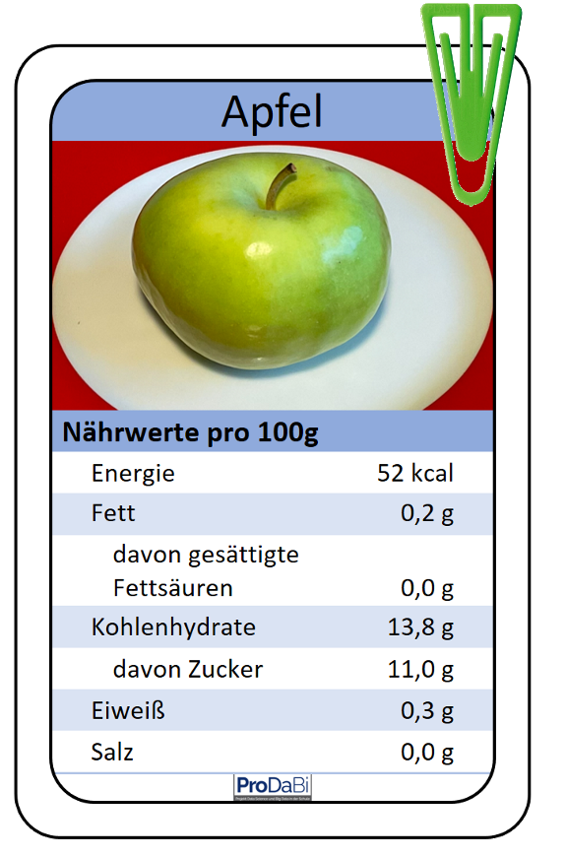 Apfel
Nährwerte pro 100g
Energie 52 kcal
Fett 0,2 g
davon gesättigte
Fettsäuren 0,0 g
Kohlenhydrate 13,8 g
davon Zucker 11,0 g
Eiweiß 0,3 g
Salz 0,0 g
ProDaBi